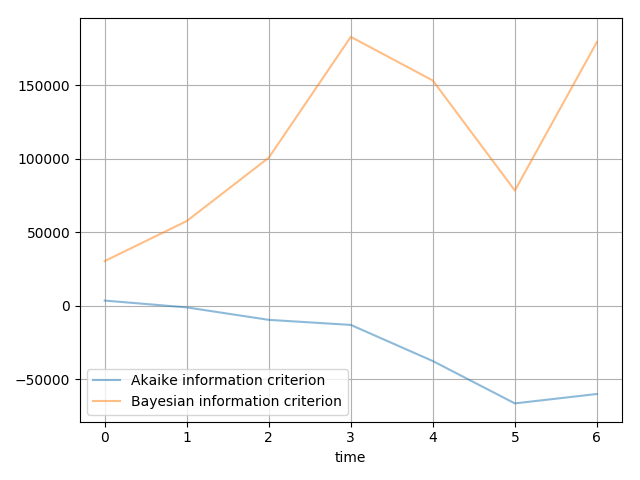 150000
100000
50000
0
−50000
Akaike information criterion
Bayesian information criterion
0 1 2 3 4 5 6
time